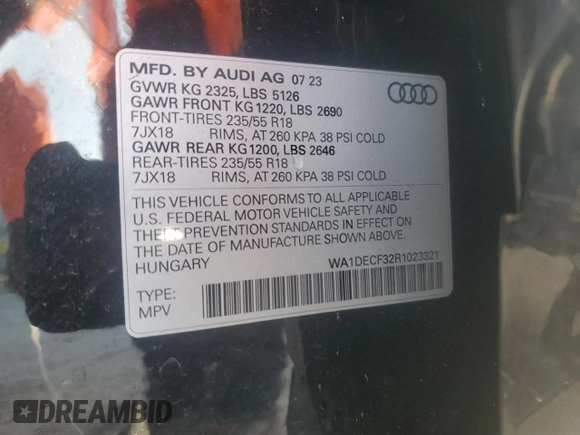 MFD. BY AUDI AG 07 23
GVWR KG 2325, LBS 5126
GAWR FRONT KG 1220, LBS 2690
FRONT-TIRES 235/55 R18
7JX18 RIMS, AT 260 KPA 38 PSI COLD
GAWR REAR KG 1200, LBS 2646
REAR-TIRES 235/55 R18
7JX18 RIMS, AT 260 KPA 38 PSI COLD
THIS VEHICLE CONFORMS TO ALL APPLICABLE
U.S. FEDERAL MOTOR VEHICLE SAFETY AND
THEFT PREVENTION STANDARDS IN EFFECT ON
THE DATE OF MANUFACTURE SHOWN ABOVE.
HUNGARY WA1DECF32R1023321
TYPE:
MPV
DREAMBID